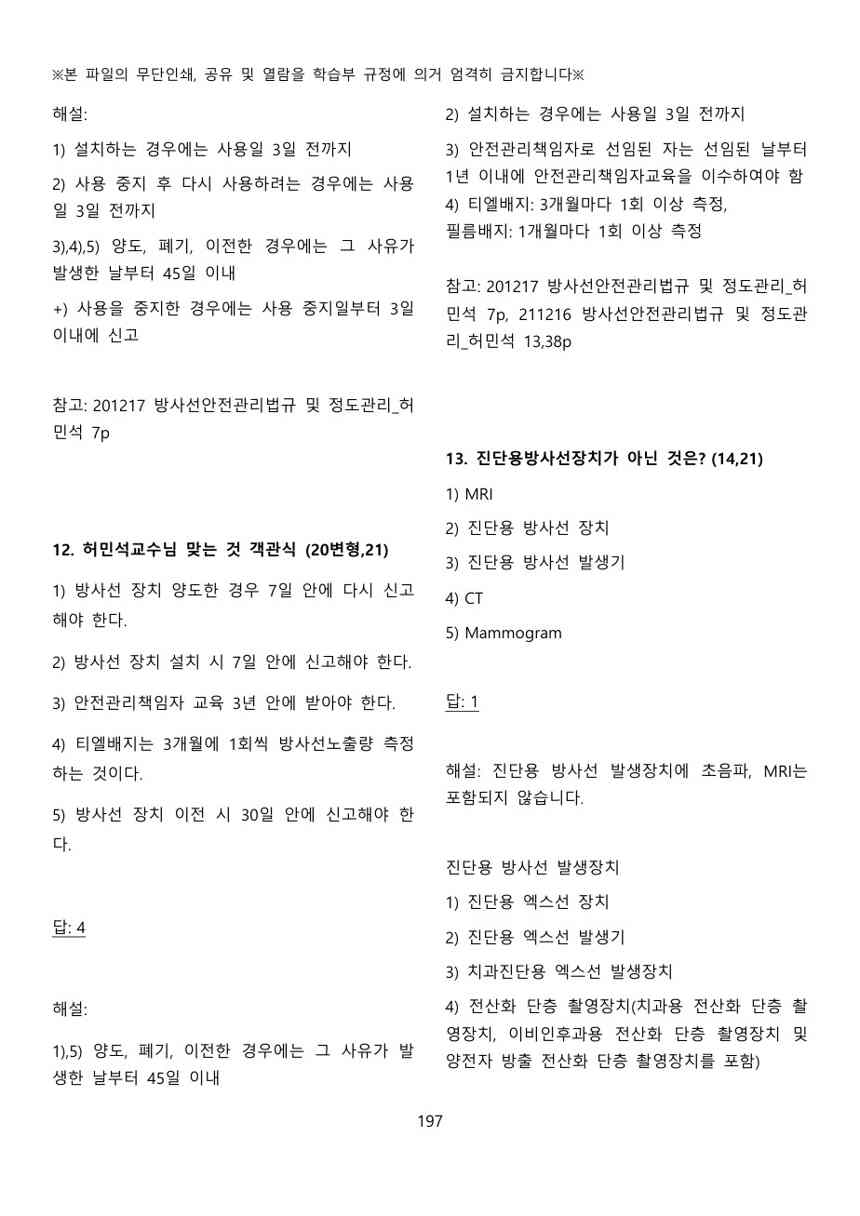 ※본 파일의 무단인쇄, 공유 및 열람을 학습부 규정에 의거 엄격히 금지합니다※
해설:
1) 설치하는 경우에는 사용일 3일 전까지
2) 사용 중지 후 다시 사용하려는 경우에는 사용
일 3일 전까지
3),4),5) 양도, 폐기, 이전한 경우에는 그 사유가
발생한 날부터 45일 이내
+) 사용을 중지한 경우에는 사용 중지일부터 3일
이내에 신고
참고: 201217 방사선안전관리법규 및 정도관리_허
민석 7p
12. 허민석교수님 맞는 것 객관식 (20변형,21)
1) 방사선 장치 양도한 경우 7일 안에 다시 신고
해야 한다.
2) 방사선 장치 설치 시 7일 안에 신고해야 한다.
3) 안전관리책임자 교육 3년 안에 받아야 한다.
4) 티엘배지는 3개월에 1회씩 방사선노출량 측정
하는 것이다.
5) 방사선 장치 이전 시 30일 안에 신고해야 한
다.
답: 4
해설:
1),5) 양도, 폐기, 이전한 경우에는 그 사유가 발
생한 날부터 45일 이내
2) 설치하는 경우에는 사용일 3일 전까지
3) 안전관리책임자로 선임된 자는 선임된 날부터
1년 이내에 안전관리책임자교육을 이수하여야 함
4) 티엘배지: 3개월마다 1회 이상 측정,
필름배지: 1개월마다 1회 이상 측정
참고: 201217 방사선안전관리법규 및 정도관리_허
민석 7p, 211216 방사선안전관리법규 및 정도관
리_허민석 13,38p
13. 진단용방사선장치가 아닌 것은? (14,21)
1) MRI
2) 진단용 방사선 장치
3) 진단용 방사선 발생기
4) CT
5) Mammogram
답: 1
해설: 진단용 방사선 발생장치에 초음파, MRI는
포함되지 않습니다.
진단용 방사선 발생장치
1) 진단용 엑스선 장치
2) 진단용 엑스선 발생기
3) 치과진단용 엑스선 발생장치
4) 전산화 단층 촬영장치(치과용 전산화 단층 촬
영장치, 이비인후과용 전산화 단층 촬영장치 및
양전자 방출 전산화 단층 촬영장치를 포함)
197